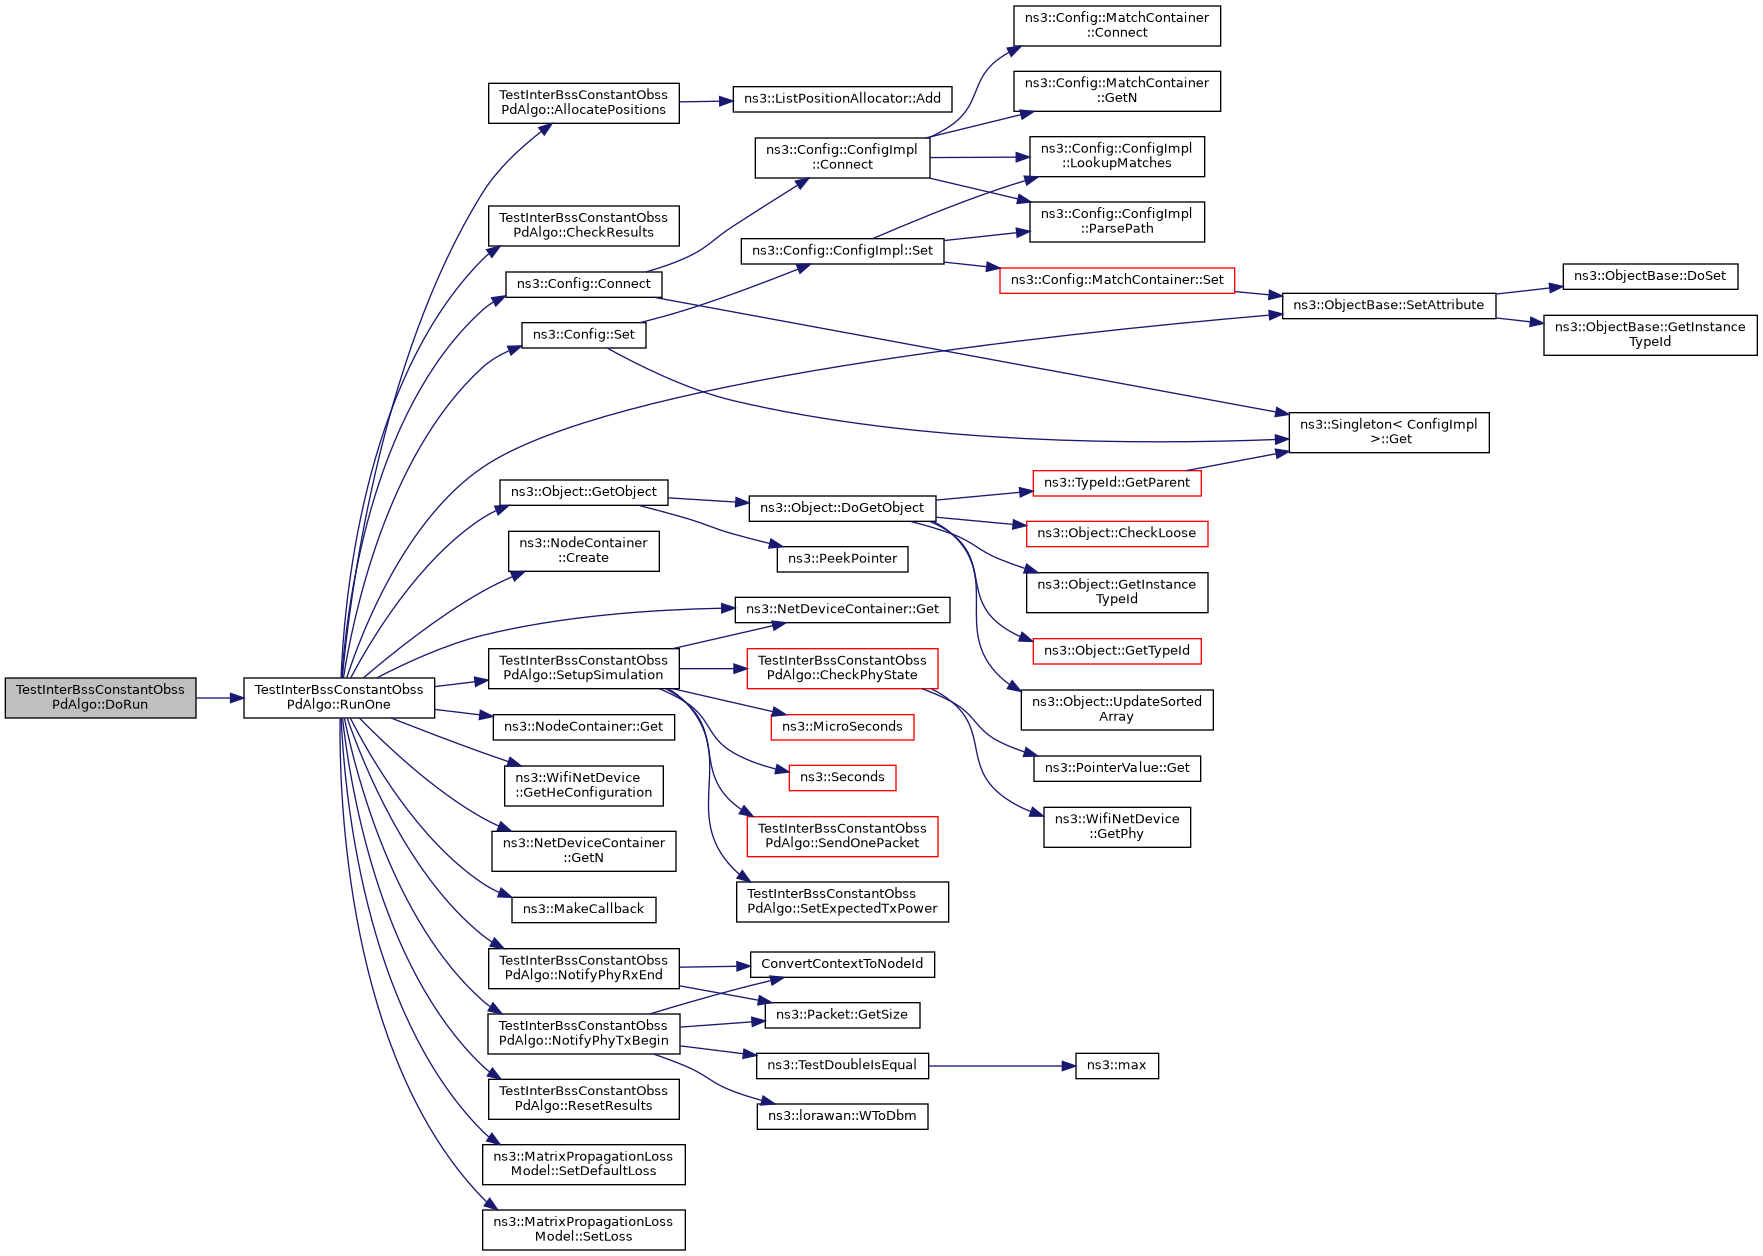 TestInterBssConstantObss
PdAlgo::DoRun
TestInterBssConstantObss
PdAlgo::RunOne
TestInterBssConstantObss
PdAlgo::AllocatePositions
TestInterBssConstantObss
PdAlgo::CheckResults
ns3::Config::Connect
ns3::Config::Set
ns3::Object::GetObject
ns3::NodeContainer
::Create
TestInterBssConstantObss
PdAlgo::SetupSimulation
ns3::NodeContainer::Get
ns3::WifiNetDevice
::GetHeConfiguration
ns3::NetDeviceContainer
::GetN
ns3::MakeCallback
TestInterBssConstantObss
PdAlgo::NotifyPhyRxEnd
TestInterBssConstantObss
PdAlgo::NotifyPhyTxBegin
TestInterBssConstantObss
PdAlgo::ResetResults
ns3::MatrixPropagationLoss
Model::SetDefaultLoss
ns3::MatrixPropagationLoss
Model::SetLoss
ns3::ListPositionAllocator::Add
ns3::Config::ConfigImpl
::Connect
ns3::Config::ConfigImpl::Set
ns3::Object::DoGetObject
ns3::PeekPointer
ns3::NetDeviceContainer::Get
TestInterBssConstantObss
PdAlgo::CheckPhyState
ns3::MicroSeconds
ns3::Seconds
TestInterBssConstantObss
PdAlgo::SendOnePacket
TestInterBssConstantObss
PdAlgo::SetExpectedTxPower
ConvertContextToNodeId
ns3::Packet::GetSize
ns3::TestDoubleIsEqual
ns3::lorawan::WToDbm
ns3::Config::MatchContainer
::Connect
ns3::Config::MatchContainer
::GetN
ns3::Config::ConfigImpl
::LookupMatches
ns3::Config::ConfigImpl
::ParsePath
ns3::Config::MatchContainer::Set
ns3::TypeId::GetParent
ns3::Object::CheckLoose
ns3::Object::GetInstance
TypeId
ns3::Object::GetTypeId
ns3::Object::UpdateSorted
Array
ns3::PointerValue::Get
ns3::WifiNetDevice
::GetPhy
ns3::max
ns3::ObjectBase::SetAttribute
ns3::Singleton< ConfigImpl
>::Get
ns3::ObjectBase::DoSet
ns3::ObjectBase::GetInstance
TypeId